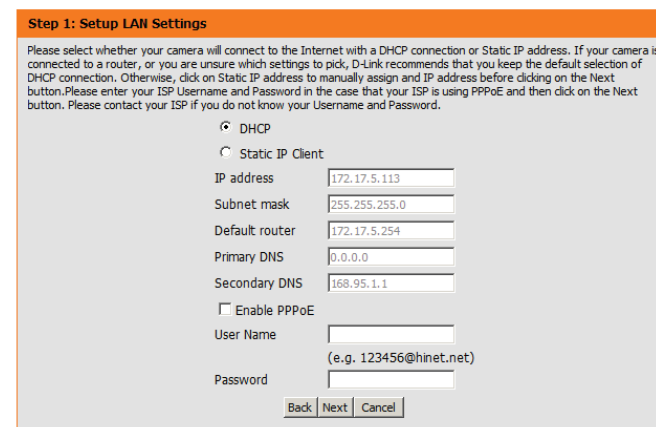 Step 1: Setup LAN Settings
Please select whether your camera will connect to the Internet with a DHCP connection or Static IP address. If your camera is
connected to a router, or you are unsure which settings to pick, D-Link recommends that you keep the default selection of
DHCP connection. Otherwise, click on Static IP address to manually assign and IP address before clicking on the Next
button.Please enter your ISP Username and Password in the case that your ISP is using PPPoE and then click on the Next
button. Please contact your ISP if you do not know your Username and Password.
DHCP
Static IP Client
IP address 172.17.5.113
Subnet mask 255.255.255.0
Default router 172.17.5.254
Primary DNS 0.0.0.0
Secondary DNS 168.95.1.1
Enable PPPoE
User Name
(e.g. 123456@hinet.net)
Password
Back Next Cancel